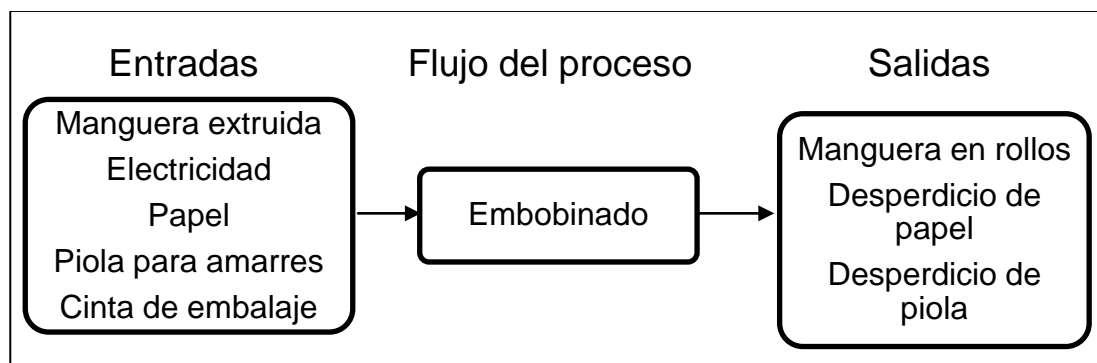 Entradas
Flujo del proceso
Salidas
Manguera extruida
Electricidad
Papel
Piola para amarres
Cinta de embalaje
Embobinado
Manguera en rollos
Desperdicio de
papel
Desperdicio de
piola